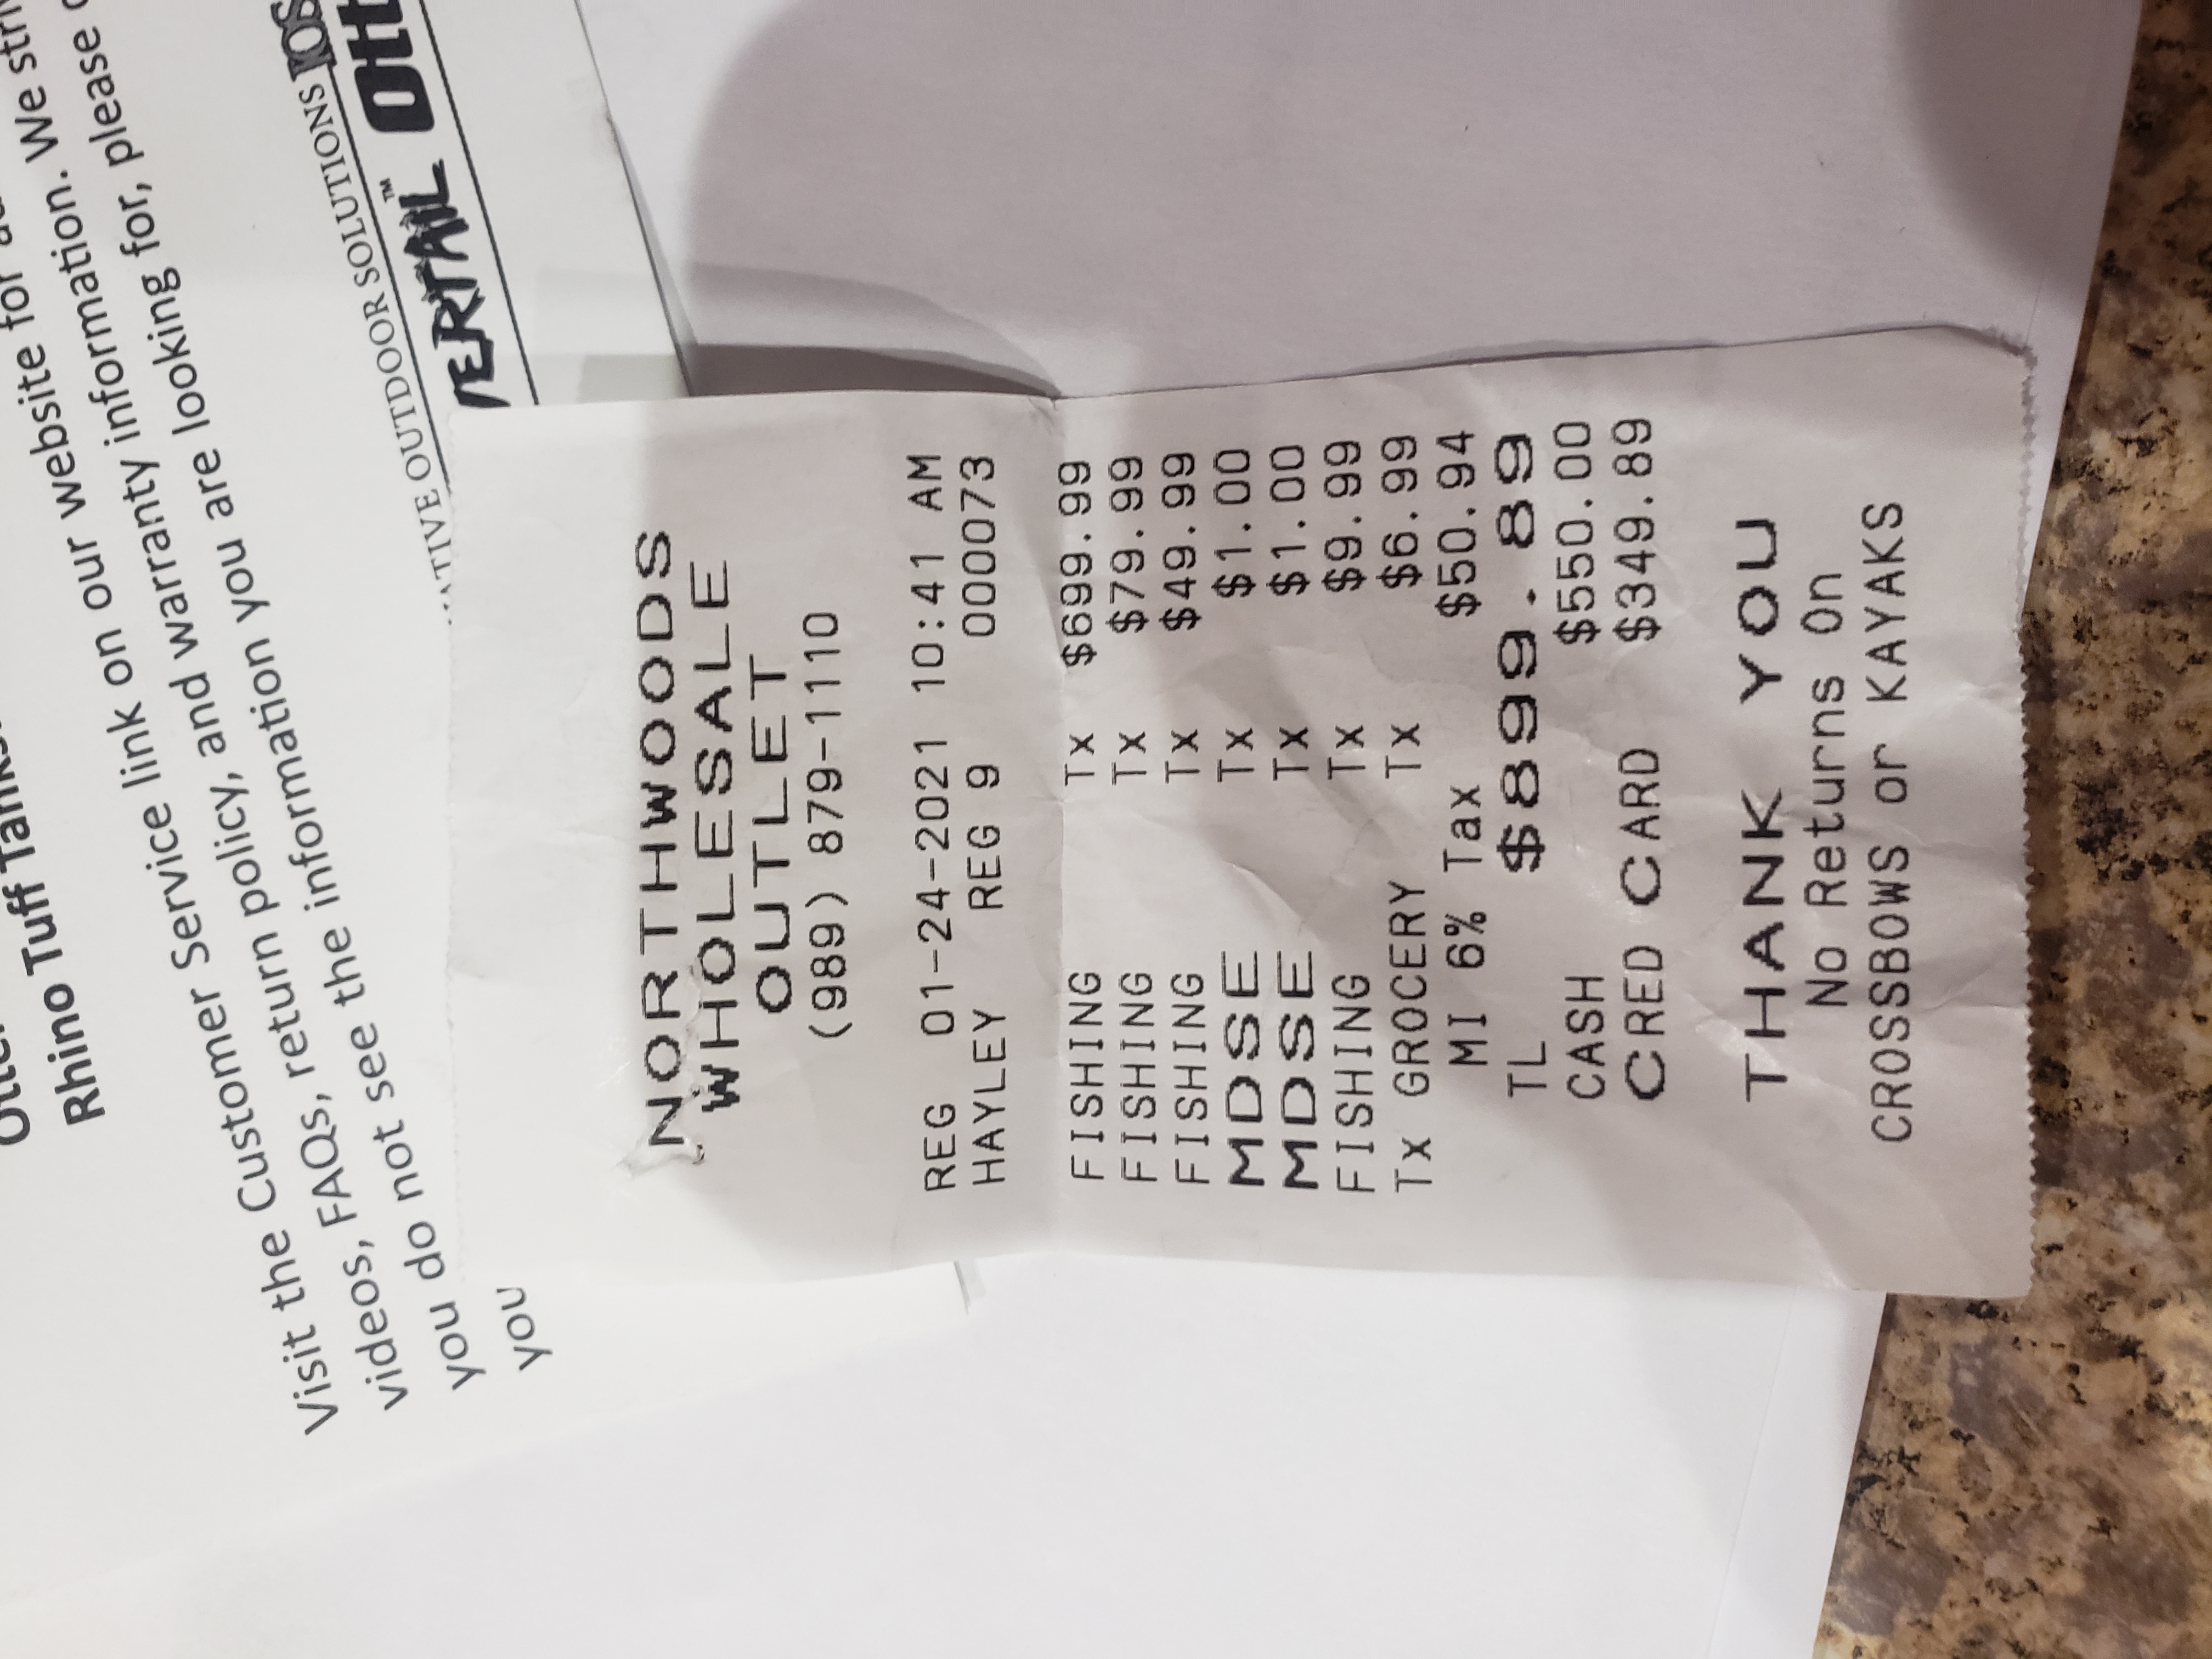 Rhino Tuff Tanks
Visit the Customer Service link on our website for
videos, FAQs, return policy, and warranty information. We
you do not see the information you are looking for, please
you
OUTDOOR SOLUTIONS
™
NORTHWOODS
WHOLESALE
OUTLET
(989) 879-1110
REG 01-24-2021 10:41 AM
HAYLEY REG 9 000073
FISHING Tx $699.99
FISHING Tx $79.99
FISHING Tx $49.99
MDSE Tx $1.00
MDSE Tx $1.00
FISHING Tx $9.99
Tx GROCERY Tx $6.99
MI 6% Tax $50.94
TL $899.89
CASH $550.00
CRED CARD $349.89
THANK YOU
No Returns On
CROSSBOWS or KAYAKS